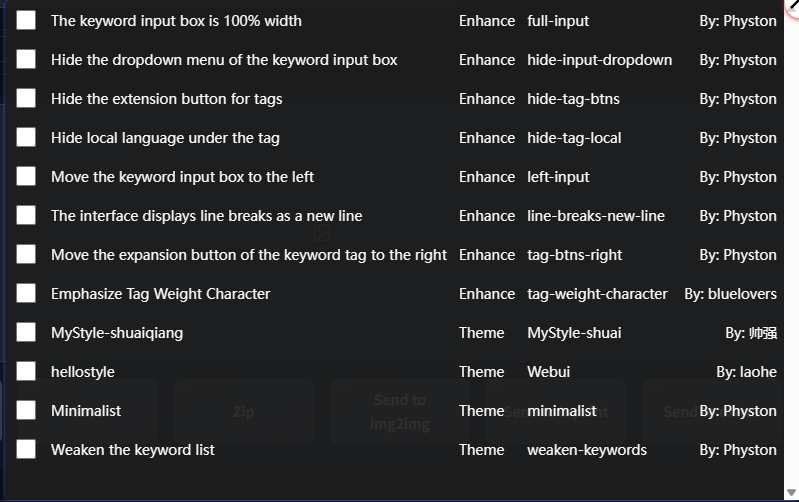 The keyword input box is 100% width Enhance full-input By: Physton
Hide the dropdown menu of the keyword input box Enhance hide-input-dropdown By: Physton
Hide the extension button for tags Enhance hide-tag-btns By: Physton
Hide local language under the tag Enhance hide-tag-local By: Physton
Move the keyword input box to the left Enhance left-input By: Physton
The interface displays line breaks as a new line Enhance line-breaks-new-line By: Physton
Move the expansion button of the keyword tag to the right Enhance tag-btns-right By: Physton
Emphasize Tag Weight Character Enhance tag-weight-character By: bluelovers
MyStyle-shuaiqiang Theme MyStyle-shuai By: 帅强
hellostyle Theme Webui By: laohe
Zip
Send to
img2img
Minimalist Theme minimalist By: Physton
Weaken the keyword list Theme weaken-keywords By: Physton